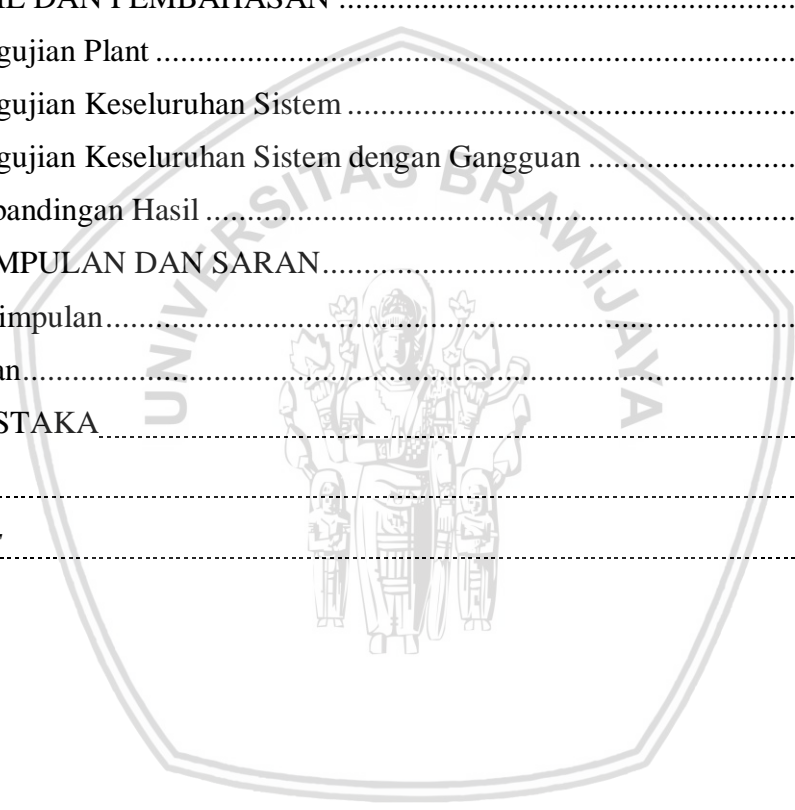 IL DAN PEMBAHASAN
gujian Plant
gujian Keseluruhan Sistem
gujian Keseluruhan Sistem dengan Gangguan
bandingan Hasil
MPULAN DAN SARAN
impulan
an
STAKA
UNIVERSITAS BRAWIJAYA